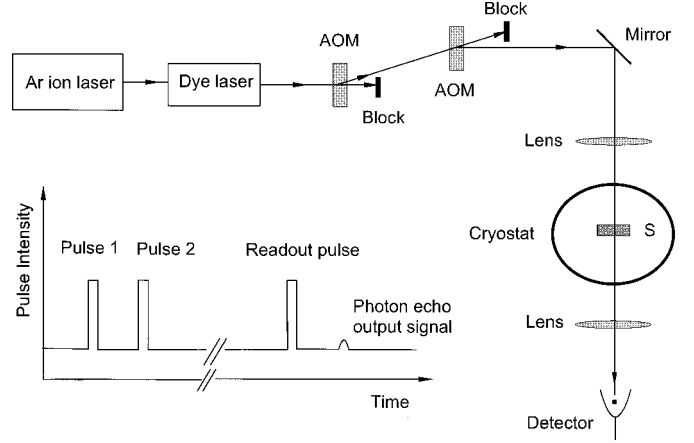 Block
Mirror
AOM
Ar ion laser
Dye laser
AOM
Block
Lens
Cryostat
S
Lens
Detector
Pulse Intensity
Pulse 1
Pulse 2
Readout pulse
Photon echo
output signal
Time